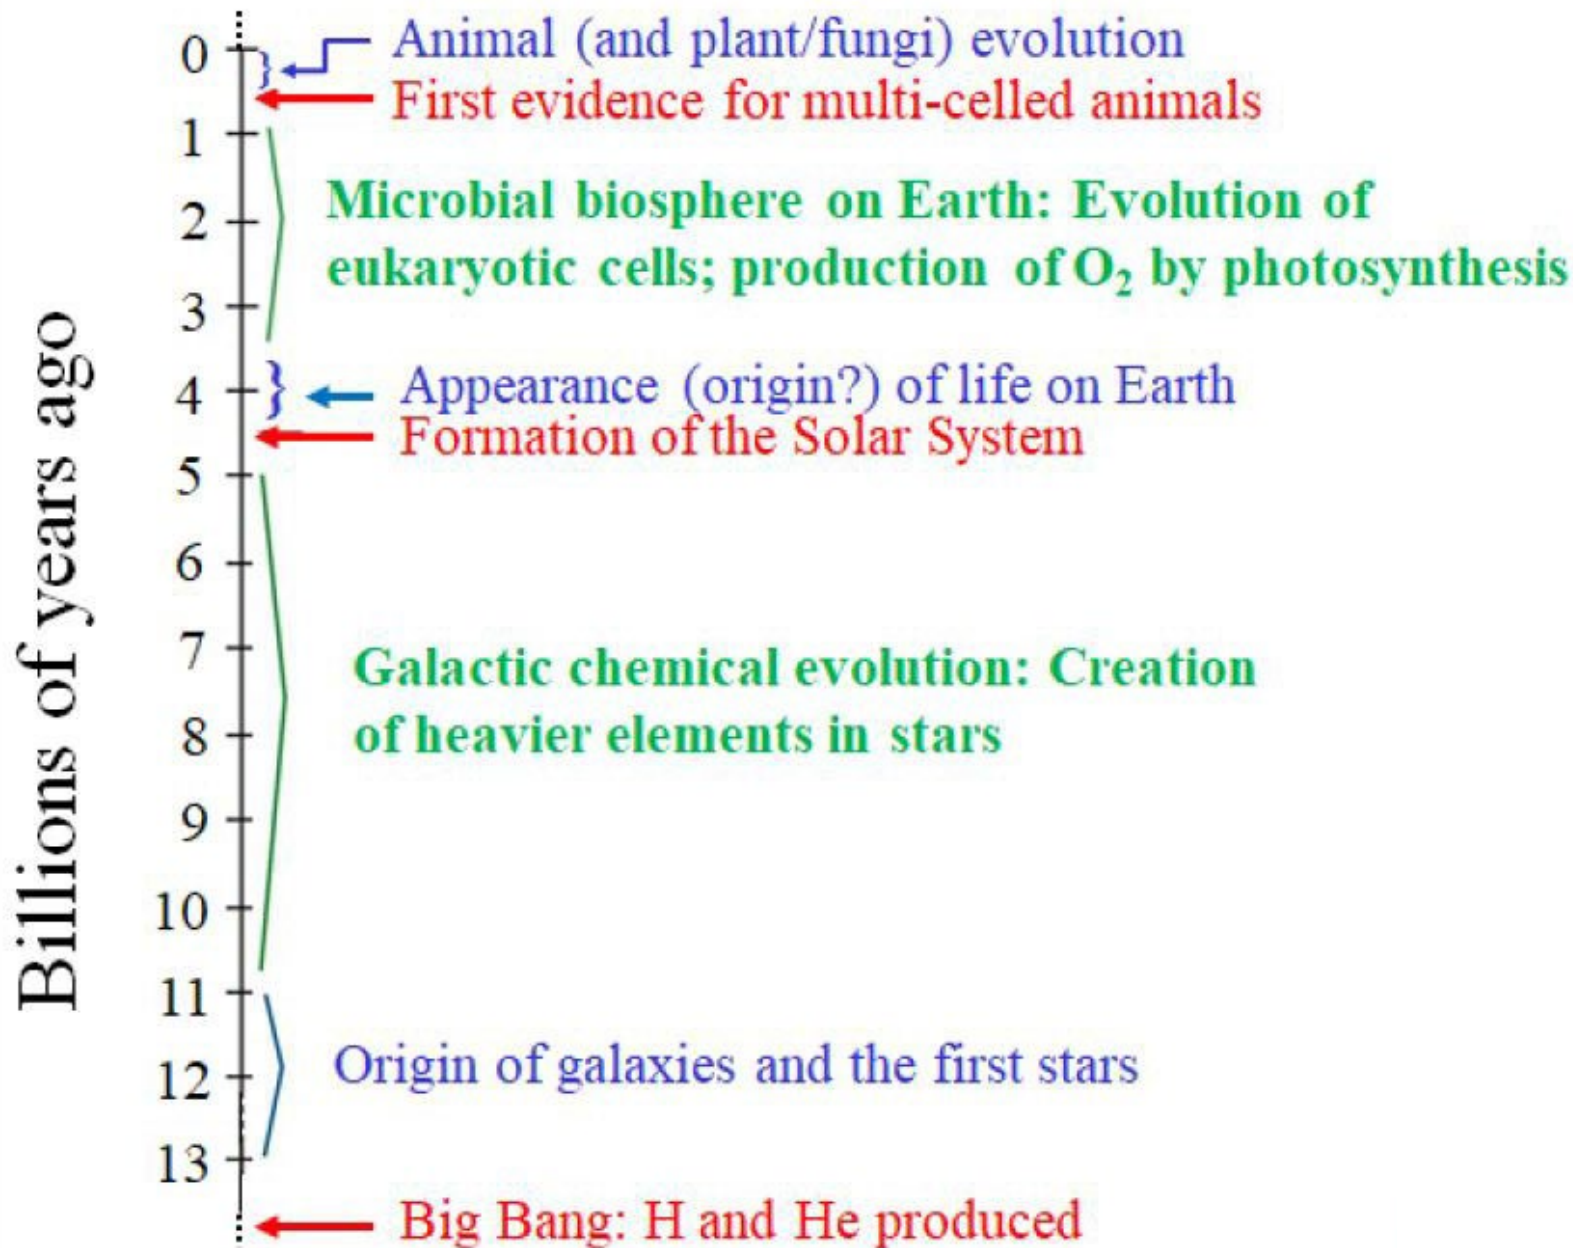 Billions of years ago
0
Animal (and plant/fungi) evolution
First evidence for multi-celled animals
1
Microbial biosphere on Earth: Evolution of
2
eukaryotic cells; production of O₂ by photosynthesis
3
4
Appearance (origin?) of life on Earth
Formation of the Solar System
5
6
7
Galactic chemical evolution: Creation
8
of heavier elements in stars
9
10
11
Origin of galaxies and the first stars
12
13
Big Bang: H and He produced